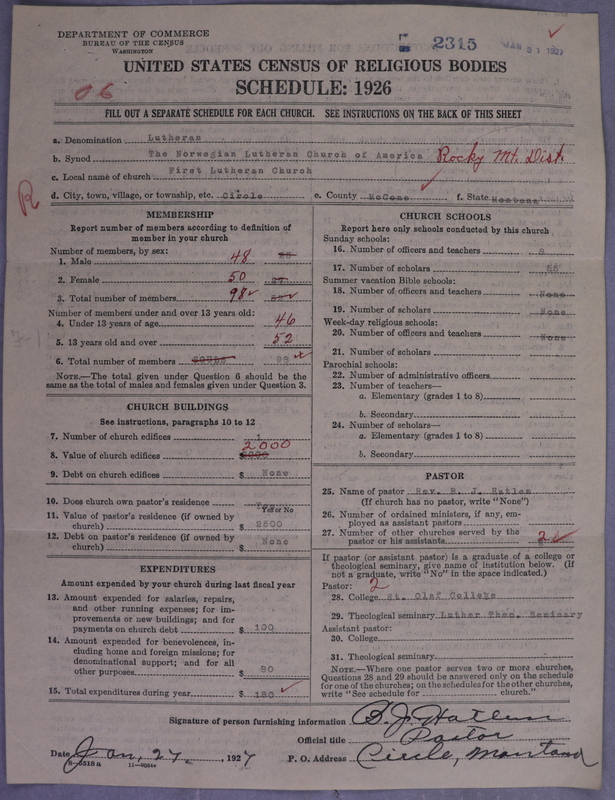 DEPARTMENT OF COMMERCE
BUREAU OF THE CENSUS
WASHINGTON
2315
JAN 31 1927
UNITED STATES CENSUS OF RELIGIOUS BODIES
SCHEDULE: 1926
06
FILL OUT A SEPARATE SCHEDULE FOR EACH CHURCH. SEE INSTRUCTIONS ON THE BACK OF THIS SHEET
a. Denomination Lutheran
b. Synod The Norwegian Lutheran Church of America Rocky Mt. Dist
c. Local name of church First Lutheran Church
R
d. City, town, village, or township, etc. Circle e. County McCone f. State Montana
MEMBERSHIP
Report number of members according to definition of
member in your church
Number of members, by sex:
1. Male 48
2. Female 50
3. Total number of members 98
Number of members under and over 13 years old:
4. Under 13 years of age 46
5. 13 years old and over 52
6. Total number of members 98
NOTE.—The total given under Question 6 should be
the same as the total of males and females given under Question 3.
CHURCH BUILDINGS
See instructions, paragraphs 10 to 12
7. Number of church edifices 1
8. Value of church edifices $ 2000
9. Debt on church edifices $ None
10. Does church own pastor's residence
Yes or No
11. Value of pastor's residence (if owned by
church) $ 2500
12. Debt on pastor's residence (if owned by
church) $ None
EXPENDITURES
Amount expended by your church during last fiscal year
13. Amount expended for salaries, repairs,
and other running expenses; for im-
provements or new buildings; and for
payments on church debt $ 100
14. Amount expended for benevolences, in-
cluding home and foreign missions; for
denominational support; and for all
other purposes $ 80
15. Total expenditures during year $ 180
CHURCH SCHOOLS
Report here only schools conducted by this church
Sunday schools:
16. Number of officers and teachers
17. Number of scholars
Summer vacation Bible schools:
18. Number of officers and teachers None
19. Number of scholars None
Week-day religious schools:
20. Number of officers and teachers None
21. Number of scholars
Parochial schools:
22. Number of administrative officers
23. Number of teachers—
a. Elementary (grades 1 to 8)
b. Secondary
24. Number of scholars—
a. Elementary (grades 1 to 8)
b. Secondary
PASTOR
25. Name of pastor Rev. B. J. Hatlem
(If church has no pastor, write "None")
26. Number of ordained ministers, if any, em-
ployed as assistant pastors
27. Number of other churches served by the
pastor or his assistants 2
If pastor (or assistant pastor) is a graduate of a college or
theological seminary, give name of institution below. (If
not a graduate, write "No" in the space indicated.)
Pastor: 2
28. College St. Olaf College
29. Theological seminary Luther Theo. Seminary
Assistant pastor:
30. College
31. Theological seminary
NOTE.—Where one pastor serves two or more churches,
Questions 28 and 29 should be answered only on the schedule
for one of the churches; on the schedules for the other churches,
write "See schedule for church."
Signature of person furnishing information B. J. Hatlem
Official title Pastor
Date Jan, 27, 1927 P. O. Address Circle, Montana
8-5518a 11-9084